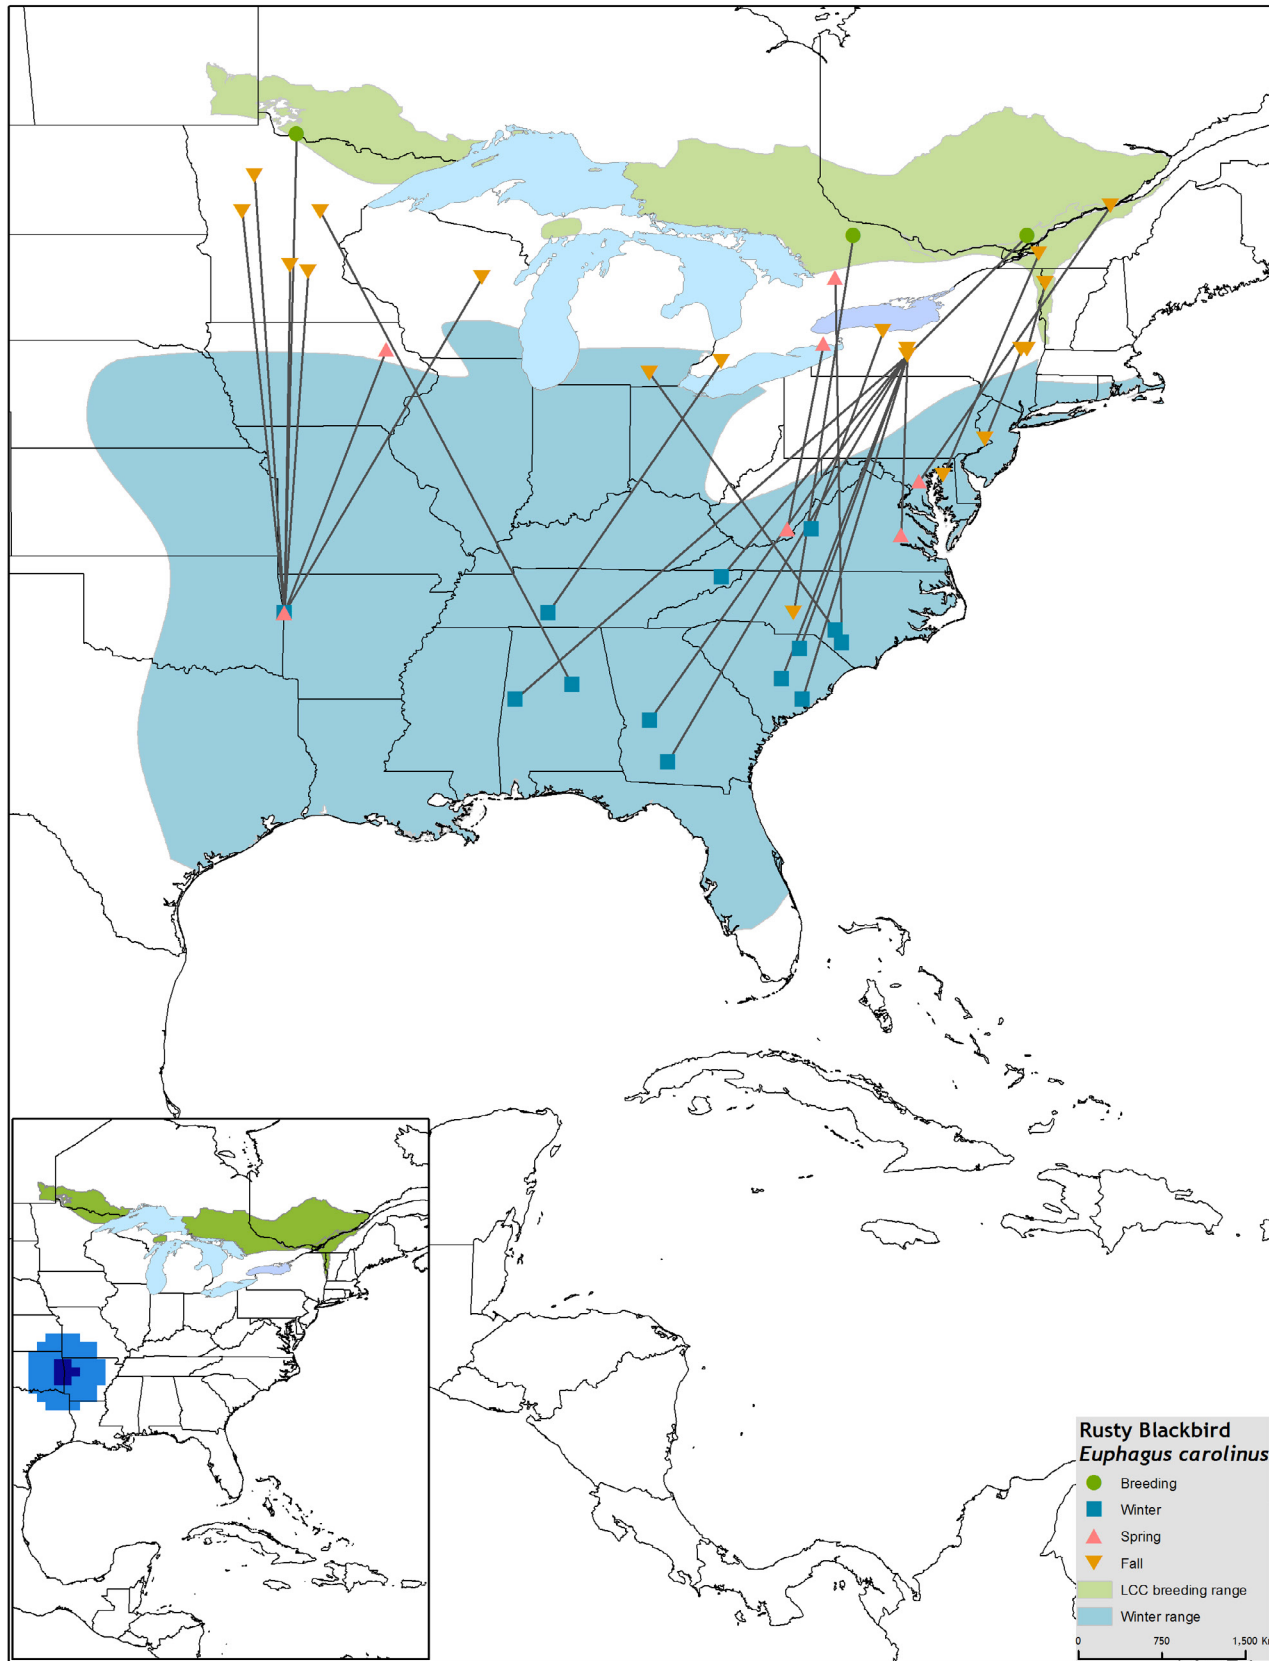 Rusty Blackbird
Euphagus carolinus
Breeding
Winter
Spring
Fall
LCC breeding range
Winter range
0 750 1,500 K